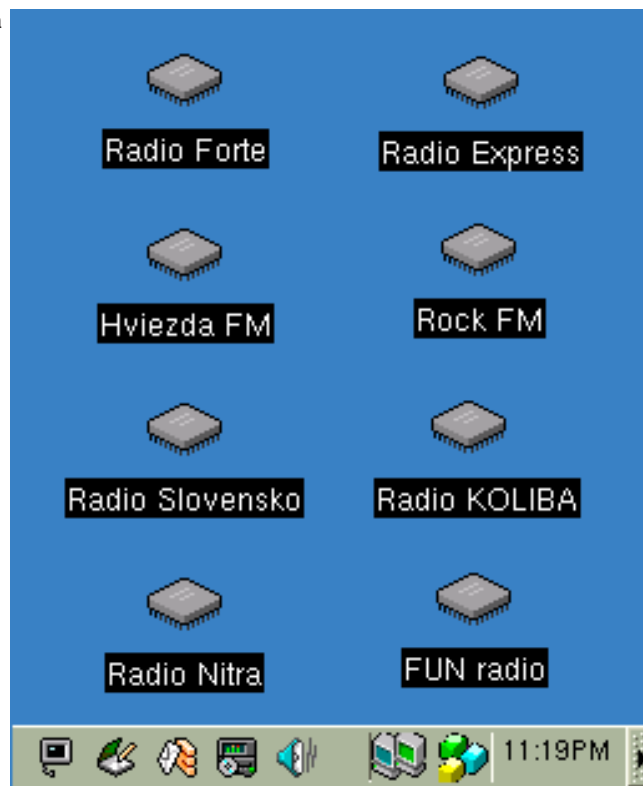 Radio Forte
Radio Express
Hviezda FM
Rock FM
Radio Slovensko
Radio KOLIBA
Radio Nitra
FUN radio
11:19PM